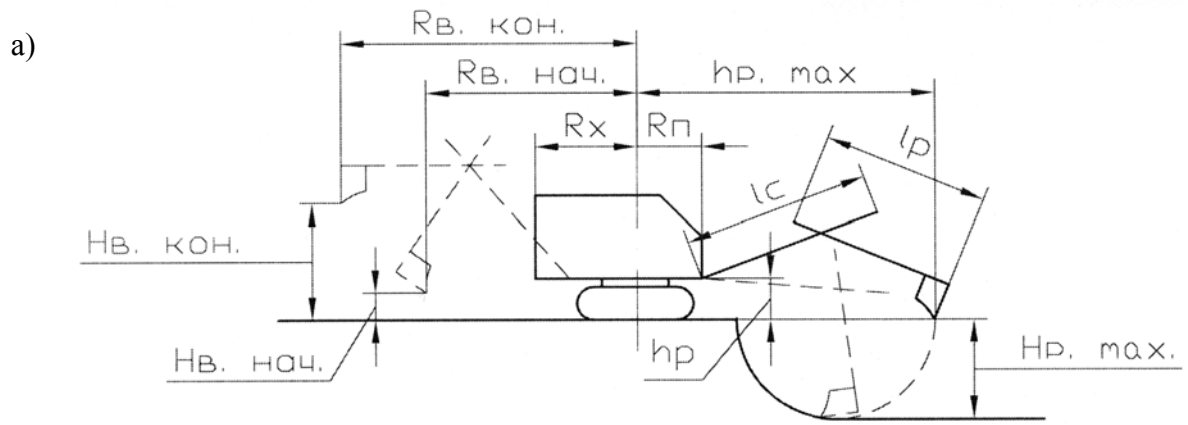 а)
Rв. кон.
Rв. нач.
hр. max
Rх
Rп
lр
lс
Hв. кон.
Hв. нач.
hр
Hр. max.